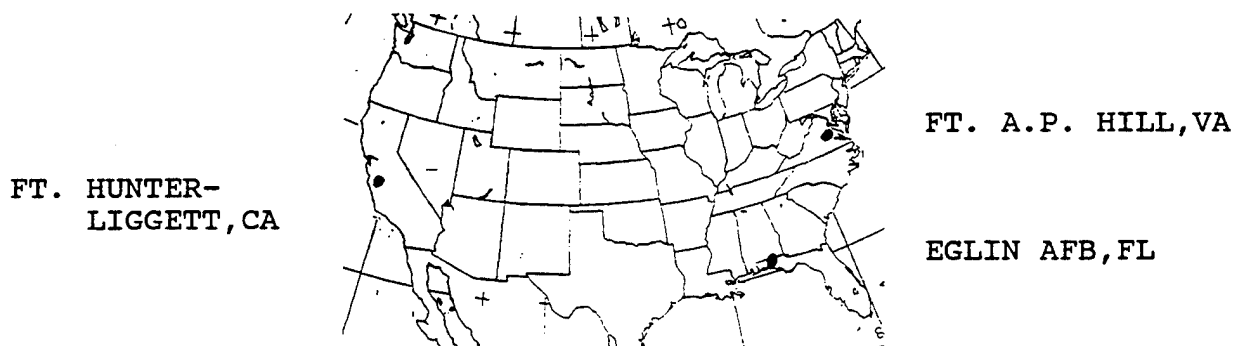 FT. A.P. HILL,VA
FT. HUNTER-
LIGGETT,CA
EGLIN AFB,FL